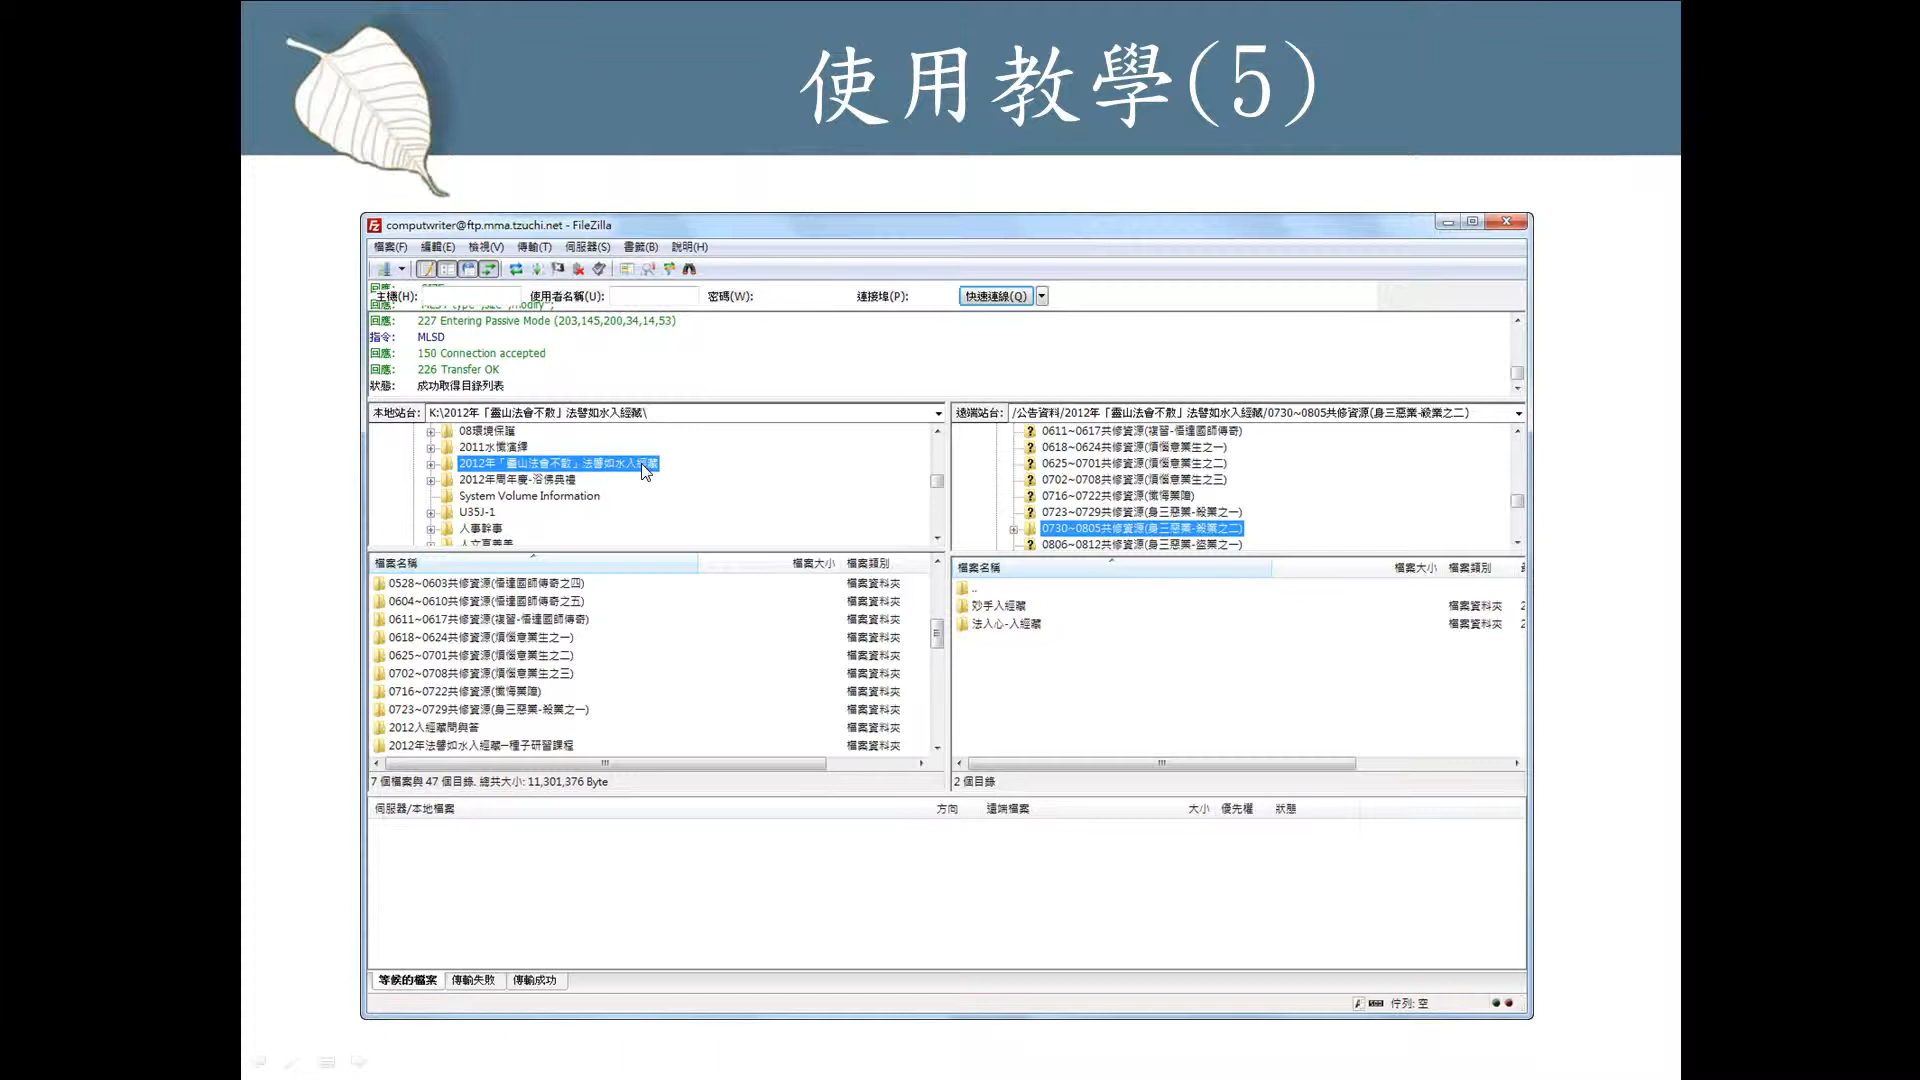 使用教學(5)
computwriter@ftp.mma.tzuchi.net - FileZilla
檔案(F) 編輯(E) 檢視(V) 傳輸(T) 伺服器(S) 書籤(B) 說明(H)
主機(H): 使用者名稱(U): 密碼(W): 連接埠(P): 快速連線(Q)
回應: 227 Entering Passive Mode (203,145,200,34,14,53)
指令: MLSD
回應: 150 Connection accepted
回應: 226 Transfer OK
狀態: 成功取得目錄列表
本地站台: K:\2012年「靈山法會不散」法譬如水入經藏\
08環境保護
2011水懺演繹
2012年「靈山法會不散」法譬如水入經藏
2012年周年慶-浴佛典禮
System Volume Information
U35J-1
人事幹事
遠端站台: /公告資料/2012年「靈山法會不散」法譬如水入經藏/0730~0805共修資源(身三惡業-殺業之二)
0611~0617共修資源(複習-悟達國師傳奇)
0618~0624共修資源(煩惱意業生之一)
0625~0701共修資源(煩惱意業生之二)
0702~0708共修資源(煩惱意業生之三)
0716~0722共修資源(懺悔業障)
0723~0729共修資源(身三惡業-殺業之一)
0730~0805共修資源(身三惡業-殺業之二)
0806~0812共修資源(身三惡業-盜業之一)
檔案名稱 檔案大小 檔案類別
0528~0603共修資源(悟達國師傳奇之四) 檔案資料夾
0604~0610共修資源(悟達國師傳奇之五) 檔案資料夾
0611~0617共修資源(複習-悟達國師傳奇) 檔案資料夾
0618~0624共修資源(煩惱意業生之一) 檔案資料夾
0625~0701共修資源(煩惱意業生之二) 檔案資料夾
0702~0708共修資源(煩惱意業生之三) 檔案資料夾
0716~0722共修資源(懺悔業障) 檔案資料夾
0723~0729共修資源(身三惡業-殺業之一) 檔案資料夾
2012入經藏問與答 檔案資料夾
2012年法譬如水入經藏─種子研習課程 檔案資料夾
7 個檔案與 47 個目錄. 總共大小: 11,301,376 Byte
檔案名稱 檔案大小 檔案類別
..
妙手入經藏 檔案資料夾 2
法入心-入經藏 檔案資料夾 2
2 個目錄
伺服器/本地檔案 方向 遠端檔案 大小 優先權 狀態
等候的檔案 傳輸失敗 傳輸成功
佇列: 空